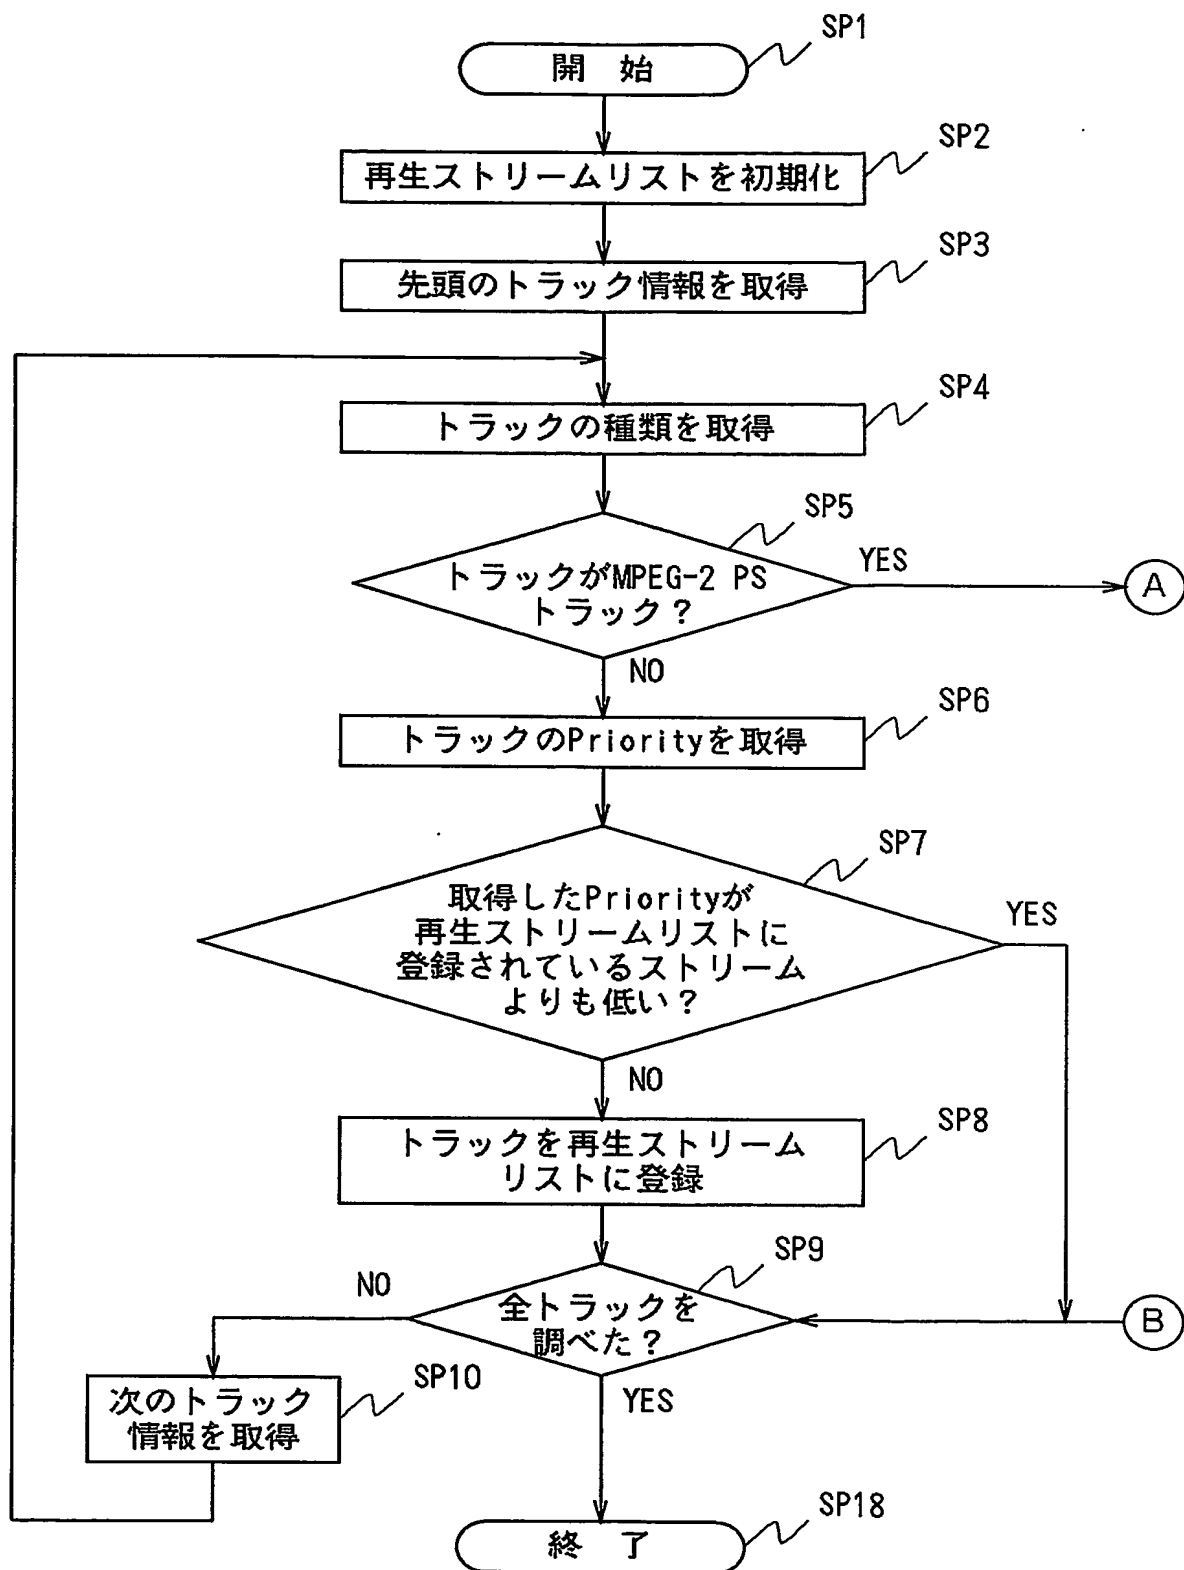 SP1
開 始
SP2
再生ストリームリストを初期化
SP3
先頭のトラック情報を取得
SP4
トラックの種類を取得
SP5
トラックがMPEG-2 PS
トラック？
YES
A
NO
SP6
トラックのPriorityを取得
SP7
取得したPriorityが
再生ストリームリストに
登録されているストリーム
よりも低い？
YES
NO
SP8
トラックを再生ストリーム
リストに登録
SP9
全トラックを
調べた？
NO
B
SP10
次のトラック
情報を取得
YES
SP18
終 了